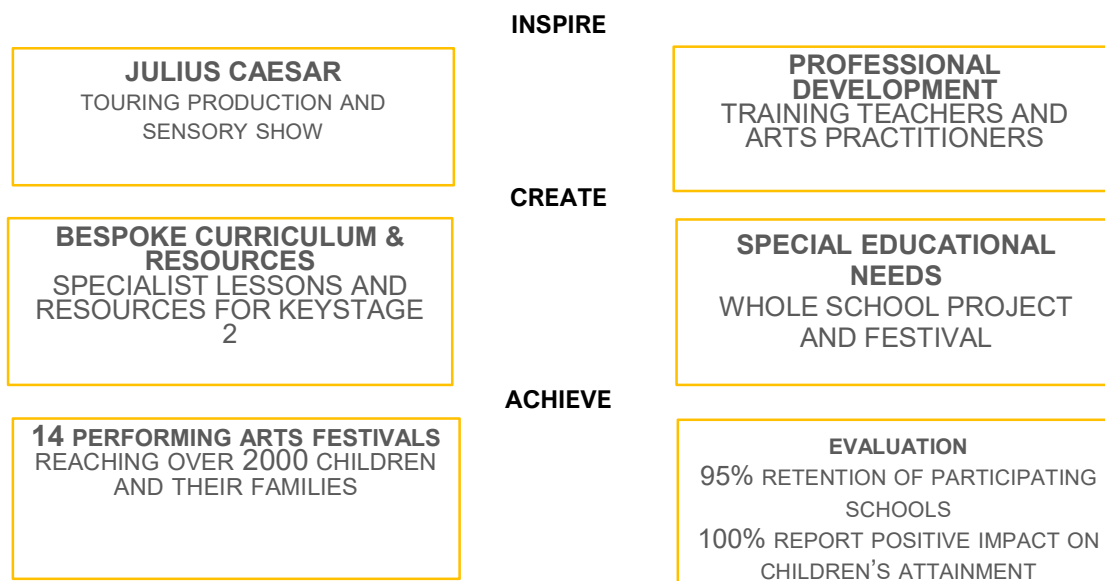 INSPIRE
JULIUS CAESAR
TOURING PRODUCTION AND
SENSORY SHOW
PROFESSIONAL
DEVELOPMENT
TRAINING TEACHERS AND
ARTS PRACTITIONERS
CREATE
BESPOKE CURRICULUM &
RESOURCES
SPECIALIST LESSONS AND
RESOURCES FOR KEYSTAGE
2
SPECIAL EDUCATIONAL
NEEDS
WHOLE SCHOOL PROJECT
AND FESTIVAL
ACHIEVE
14 PERFORMING ARTS FESTIVALS
REACHING OVER 2000 CHILDREN
AND THEIR FAMILIES
EVALUATION
95% RETENTION OF PARTICIPATING
SCHOOLS
100% REPORT POSITIVE IMPACT ON
CHILDREN'S ATTAINMENT